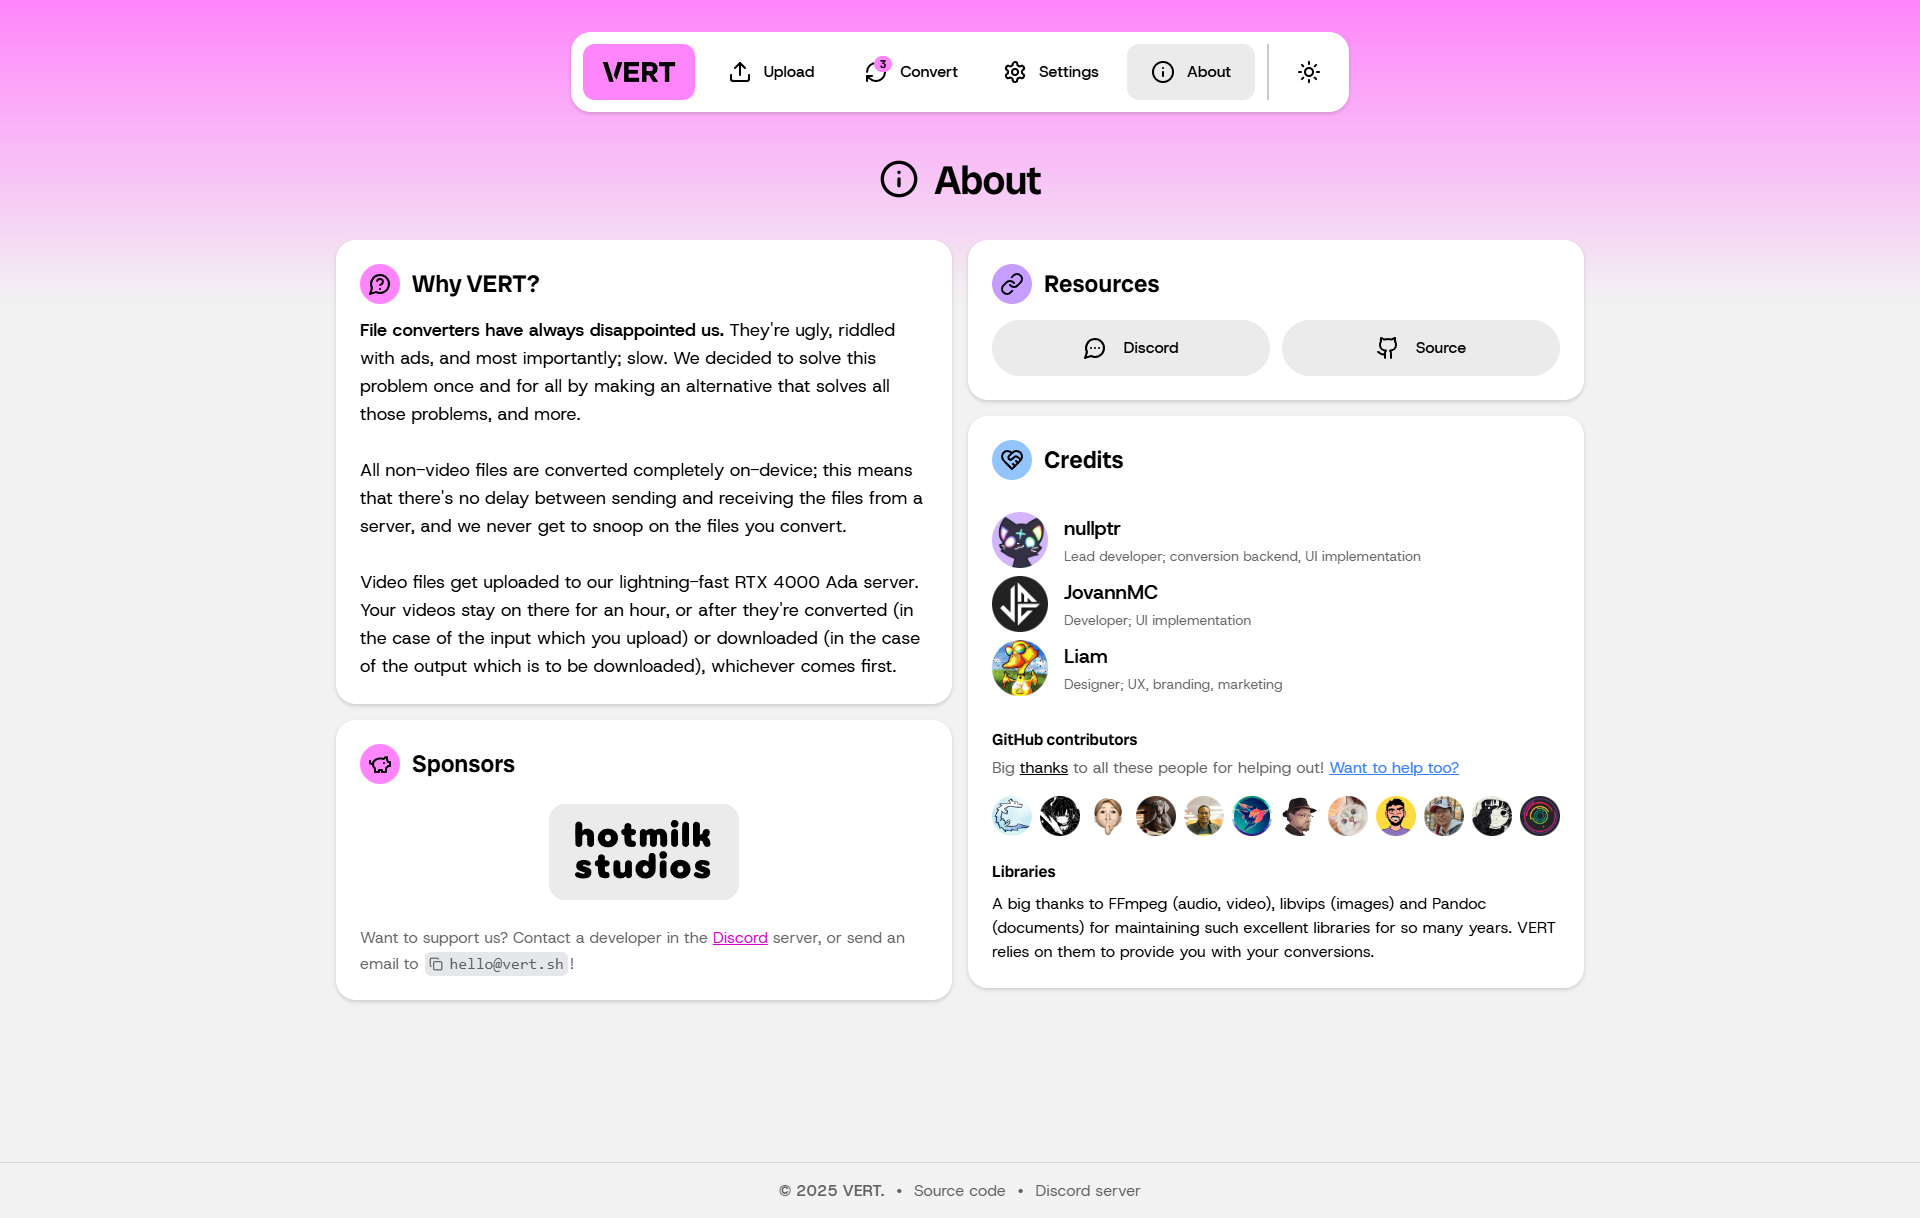 VERT
Upload
3
Convert
Settings
About
About
Why VERT?
File converters have always disappointed us. They're ugly, riddled
with ads, and most importantly; slow. We decided to solve this
problem once and for all by making an alternative that solves all
those problems, and more.
All non-video files are converted completely on-device; this means
that there's no delay between sending and receiving the files from a
server, and we never get to snoop on the files you convert.
Video files get uploaded to our lightning-fast RTX 4000 Ada server.
Your videos stay on there for an hour, or after they're converted (in
the case of the input which you upload) or downloaded (in the case
of the output which is to be downloaded), whichever comes first.
Sponsors
hotmilk
studios
Want to support us? Contact a developer in the Discord server, or send an
email to hello@vert.sh!
Resources
Discord
Source
Credits
nullptr
Lead developer; conversion backend, UI implementation
JovannMC
Developer; UI implementation
Liam
Designer; UX, branding, marketing
GitHub contributors
Big thanks to all these people for helping out! Want to help too?
Libraries
A big thanks to FFmpeg (audio, video), libvips (images) and Pandoc
(documents) for maintaining such excellent libraries for so many years. VERT
relies on them to provide you with your conversions.
© 2025 VERT. • Source code • Discord server